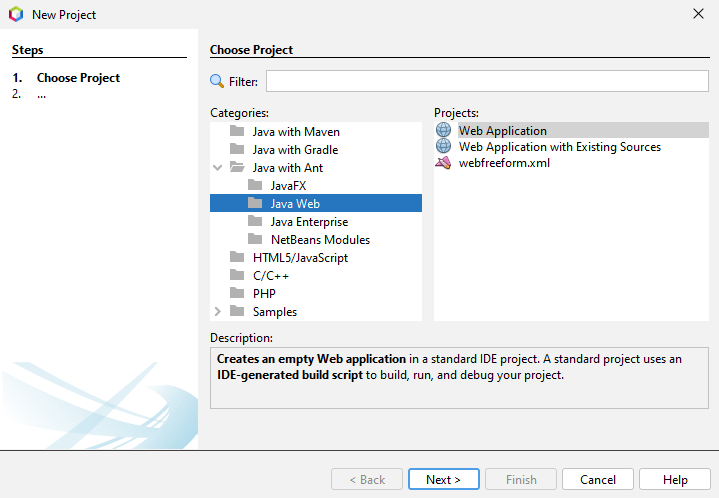 New Project
Steps
1. Choose Project
2. ...
Choose Project
Filter:
Categories:
Java with Maven
Java with Gradle
Java with Ant
JavaFX
Java Web
Java Enterprise
NetBeans Modules
HTML5/JavaScript
C/C++
PHP
Samples
Projects:
Web Application
Web Application with Existing Sources
webfreeform.xml
Description:
Creates an empty Web application in a standard IDE project. A standard project uses an
IDE-generated build script to build, run, and debug your project.
< Back
Next >
Finish
Cancel
Help